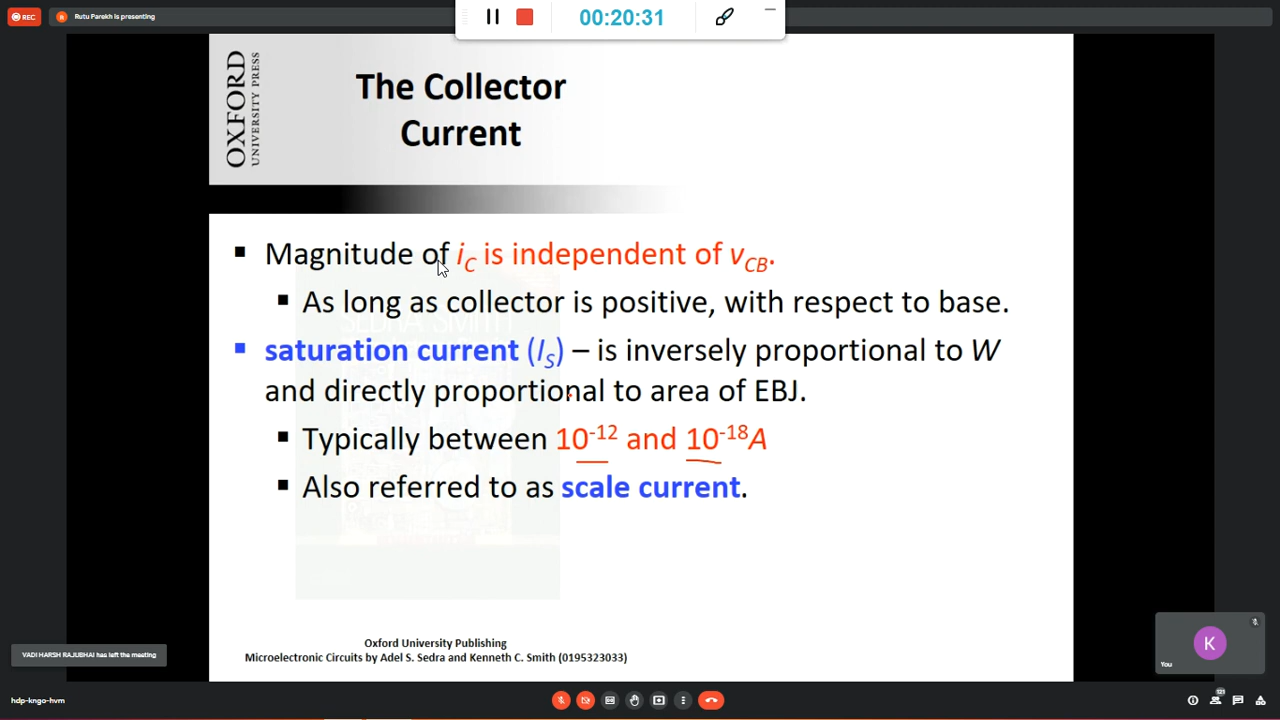 REC
R
Rutu Parekh is presenting
00:20:31
OXFORD
UNIVERSITY PRESS
The Collector
Current
Magnitude of iC is independent of vCB.
As long as collector is positive, with respect to base.
saturation current (IS) – is inversely proportional to W
and directly proportional to area of EBJ.
Typically between 10-12 and 10-18A
Also referred to as scale current.
SEDRA SMITH
Oxford University Publishing
Microelectronic Circuits by Adel S. Sedra and Kenneth C. Smith (0195323033)
K
You
VADI HARSH RAJUBHAI has left the meeting
hdp-kngo-hvm
121